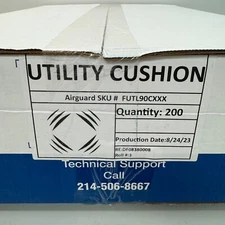 UTILITY CUSHION
Airguard SKU # FUTL90CXXX
Quantity: 200
Production Date:8/24/23
Technical Support
Call
214-506-8667